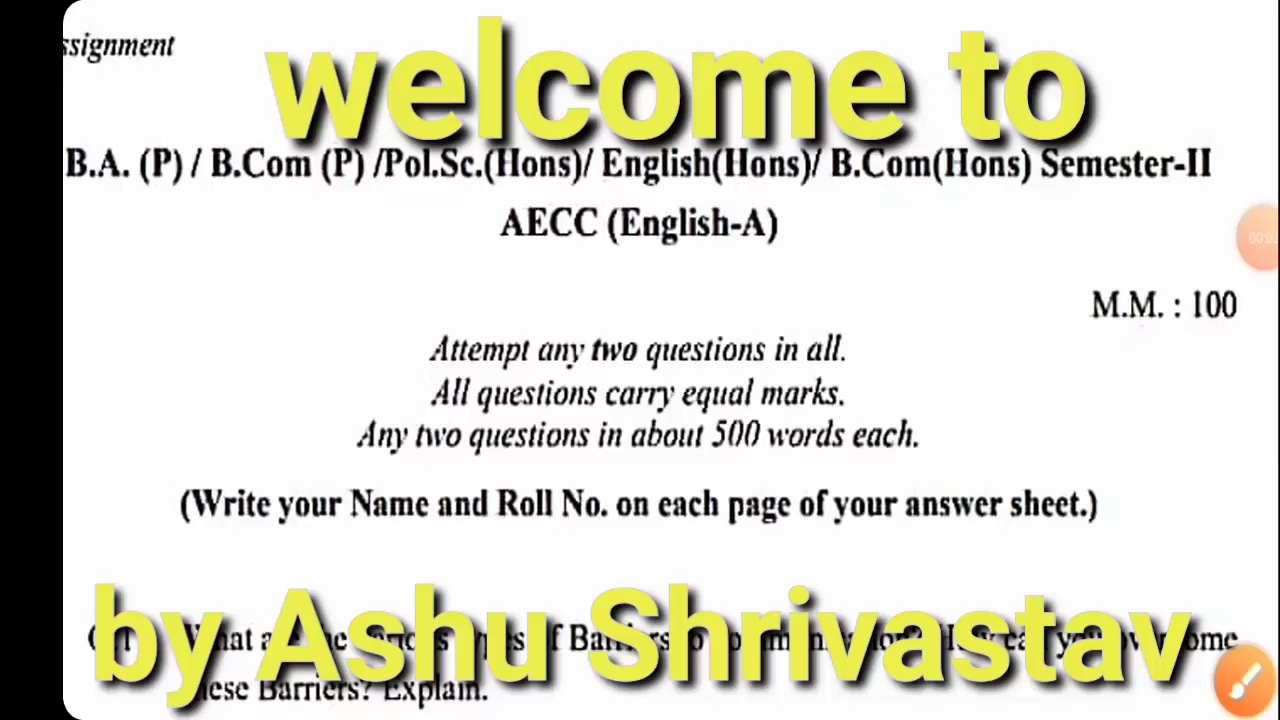 ssignment
welcome to
B.A. (P) / B.Com (P) /Pol.Sc.(Hons)/ English(Hons)/ B.Com(Hons) Semester-II
AECC (English-A)
M.M. : 100
Attempt any two questions in all.
All questions carry equal marks.
Any two questions in about 500 words each.
(Write your Name and Roll No. on each page of your answer sheet.)
by Ashu Shrivastav
Barriers? Explain.